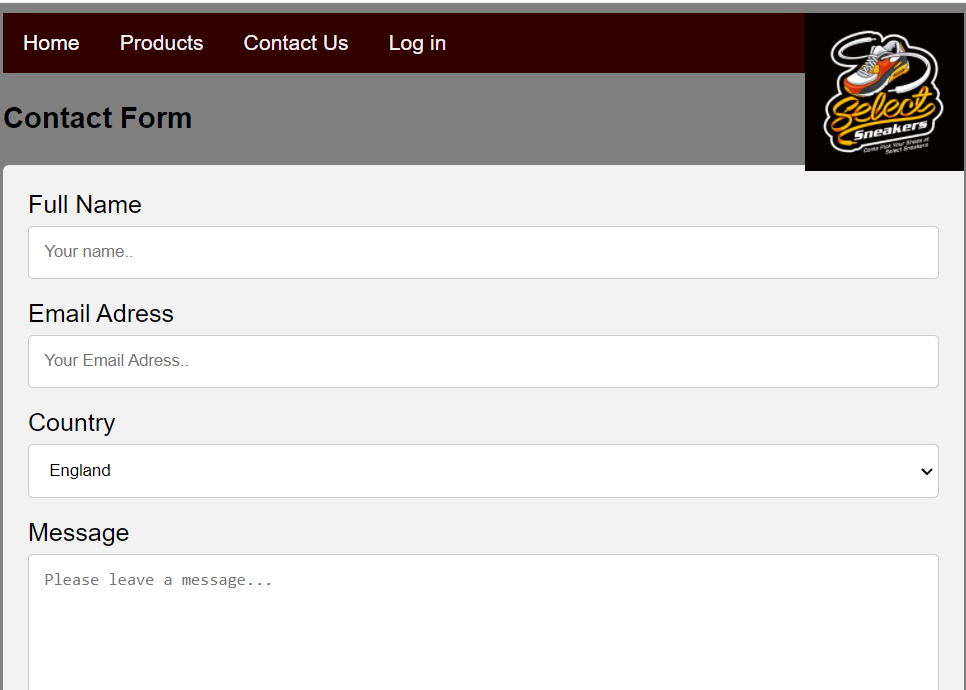 Home Products Contact Us Log in
Select
Sneakers
Come Pick Your Shoes at
Select Sneakers
Contact Form
Full Name
Your name..
Email Adress
Your Email Adress..
Country
England
Message
Please leave a message...